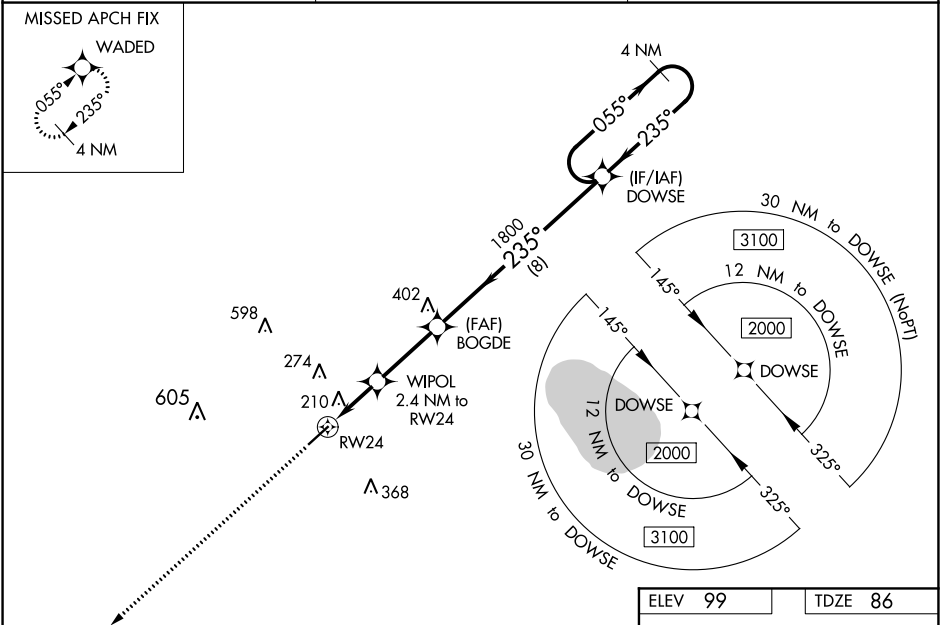 MISSED APCH FIX
WADED
055°
235°
4 NM
4 NM
055°
235°
(IF/IAF)
DOWSE
1800
235°
(8)
402
(FAF)
BOGDE
598
274
WIPOL
2.4 NM to
RW24
605
210
RW24
368
30 NM to DOWSE (NoPT)
3100
145°
12 NM to DOWSE
2000
DOWSE
325°
145°
DOWSE
12 NM to DOWSE
2000
325°
30 NM to DOWSE
3100
ELEV 99
TDZE 86